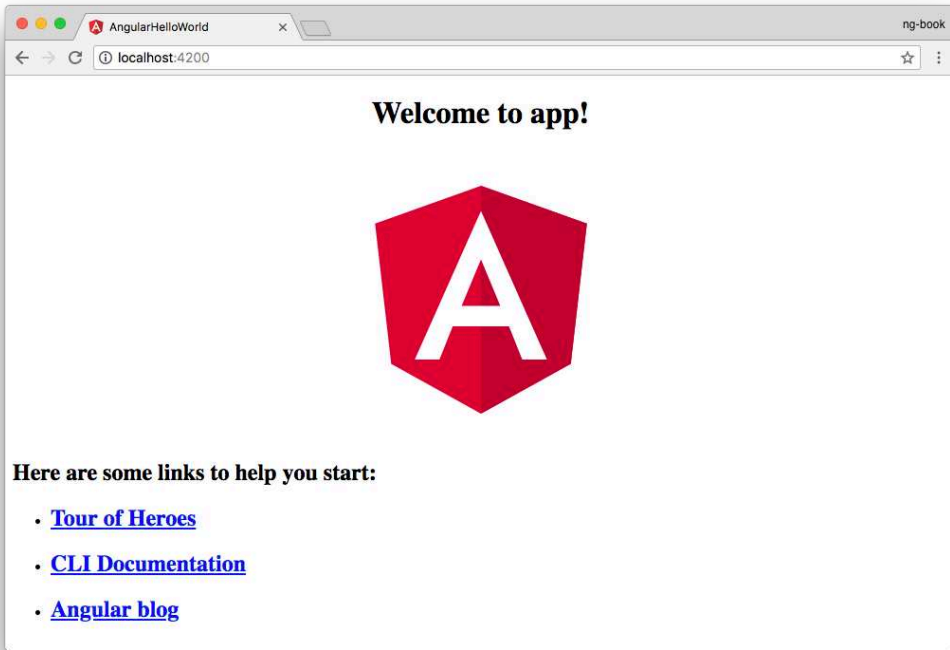 AngularHelloWorld
ng-book
localhost:4200
Welcome to app!
A
Here are some links to help you start:
Tour of Heroes
CLI Documentation
Angular blog